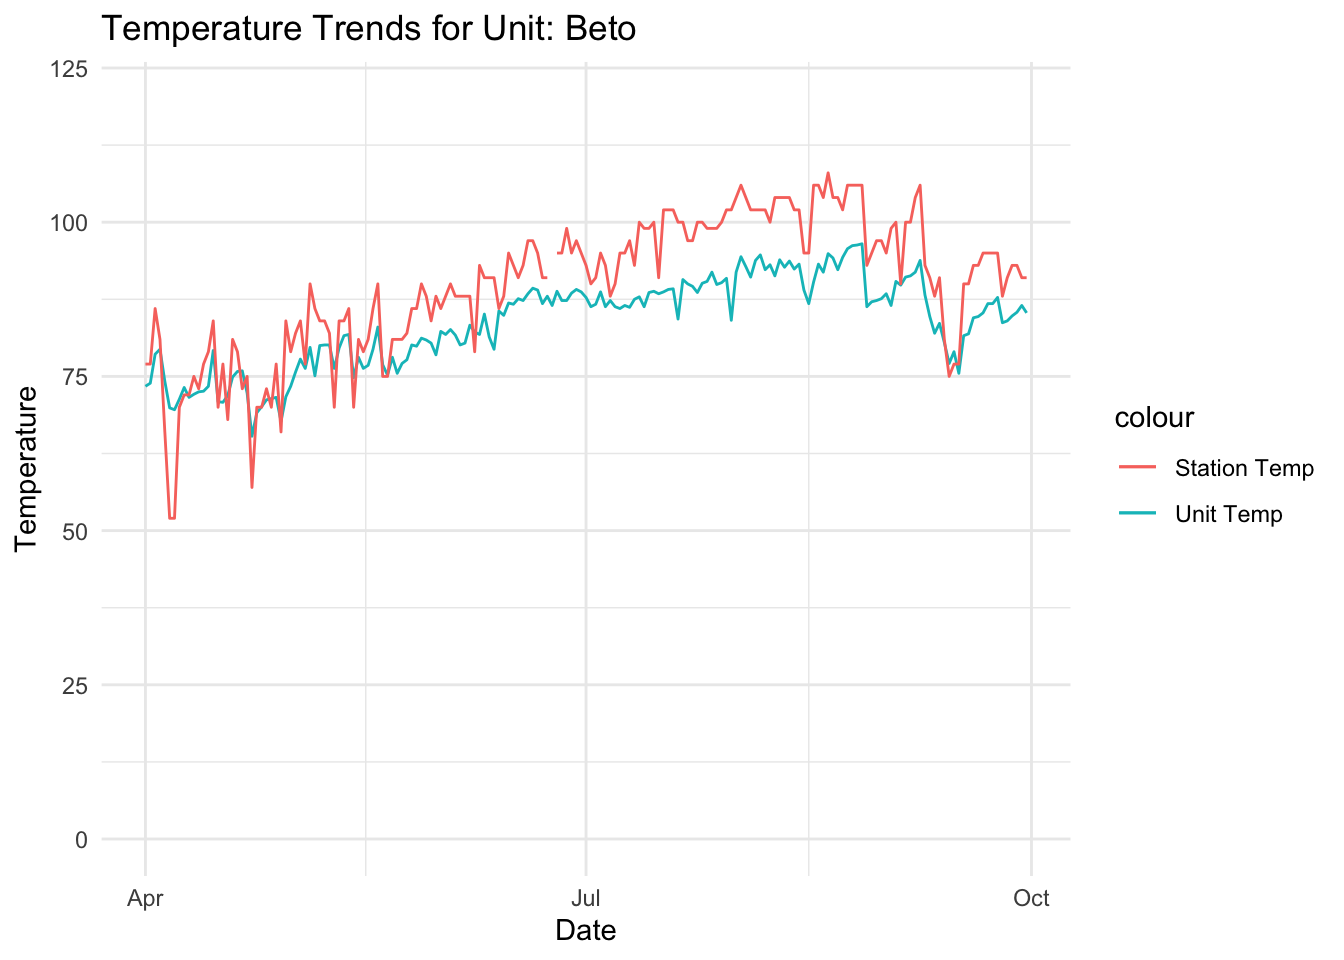 Temperature Trends for Unit: Beto
125
100
75
50
25
0
Temperature
Apr
Jul
Oct
Date
colour
Station Temp
Unit Temp